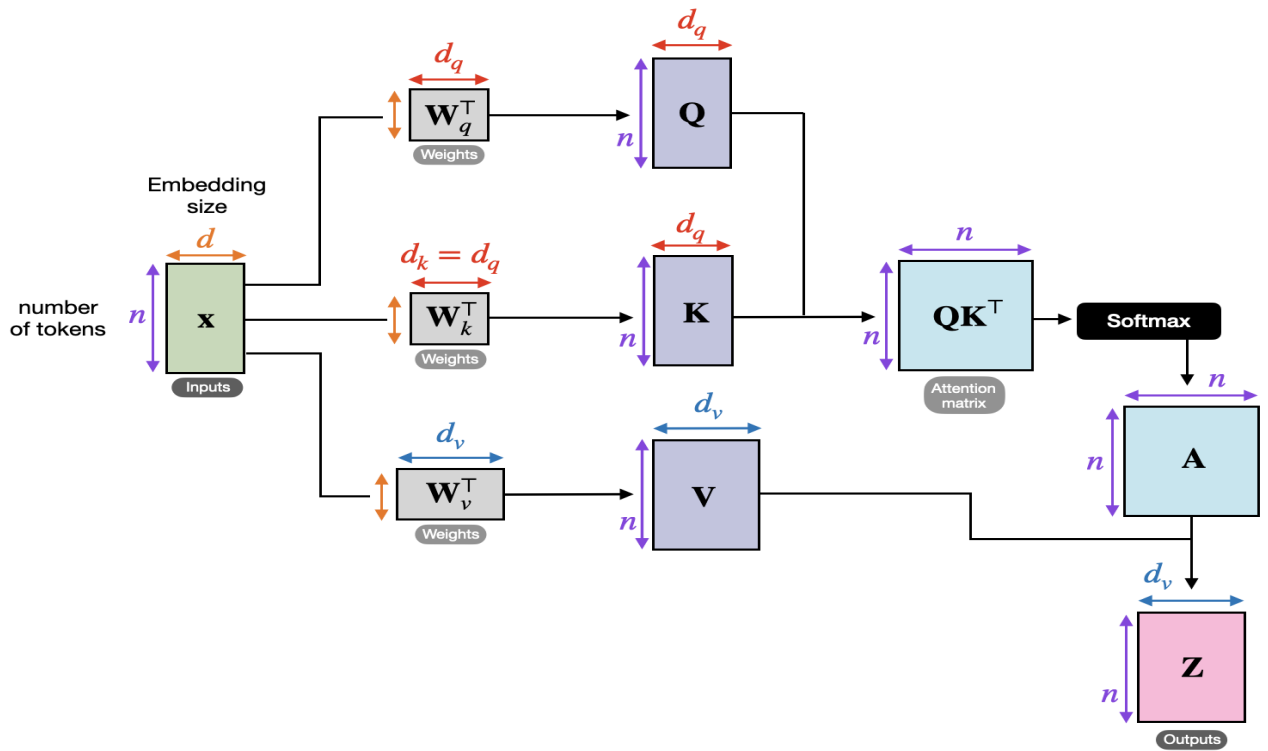 d_q
d_q
W_q^⊤
Q
n
Weights
Embedding
size
d
d_k = d_q
d_q
n
number
of tokens
n
x
W_k^⊤
K
n
QK^⊤
n
Softmax
Inputs
Weights
n
Attention
matrix
n
d_v
d_v
W_v^⊤
V
n
A
n
Weights
d_v
Z
n
Outputs